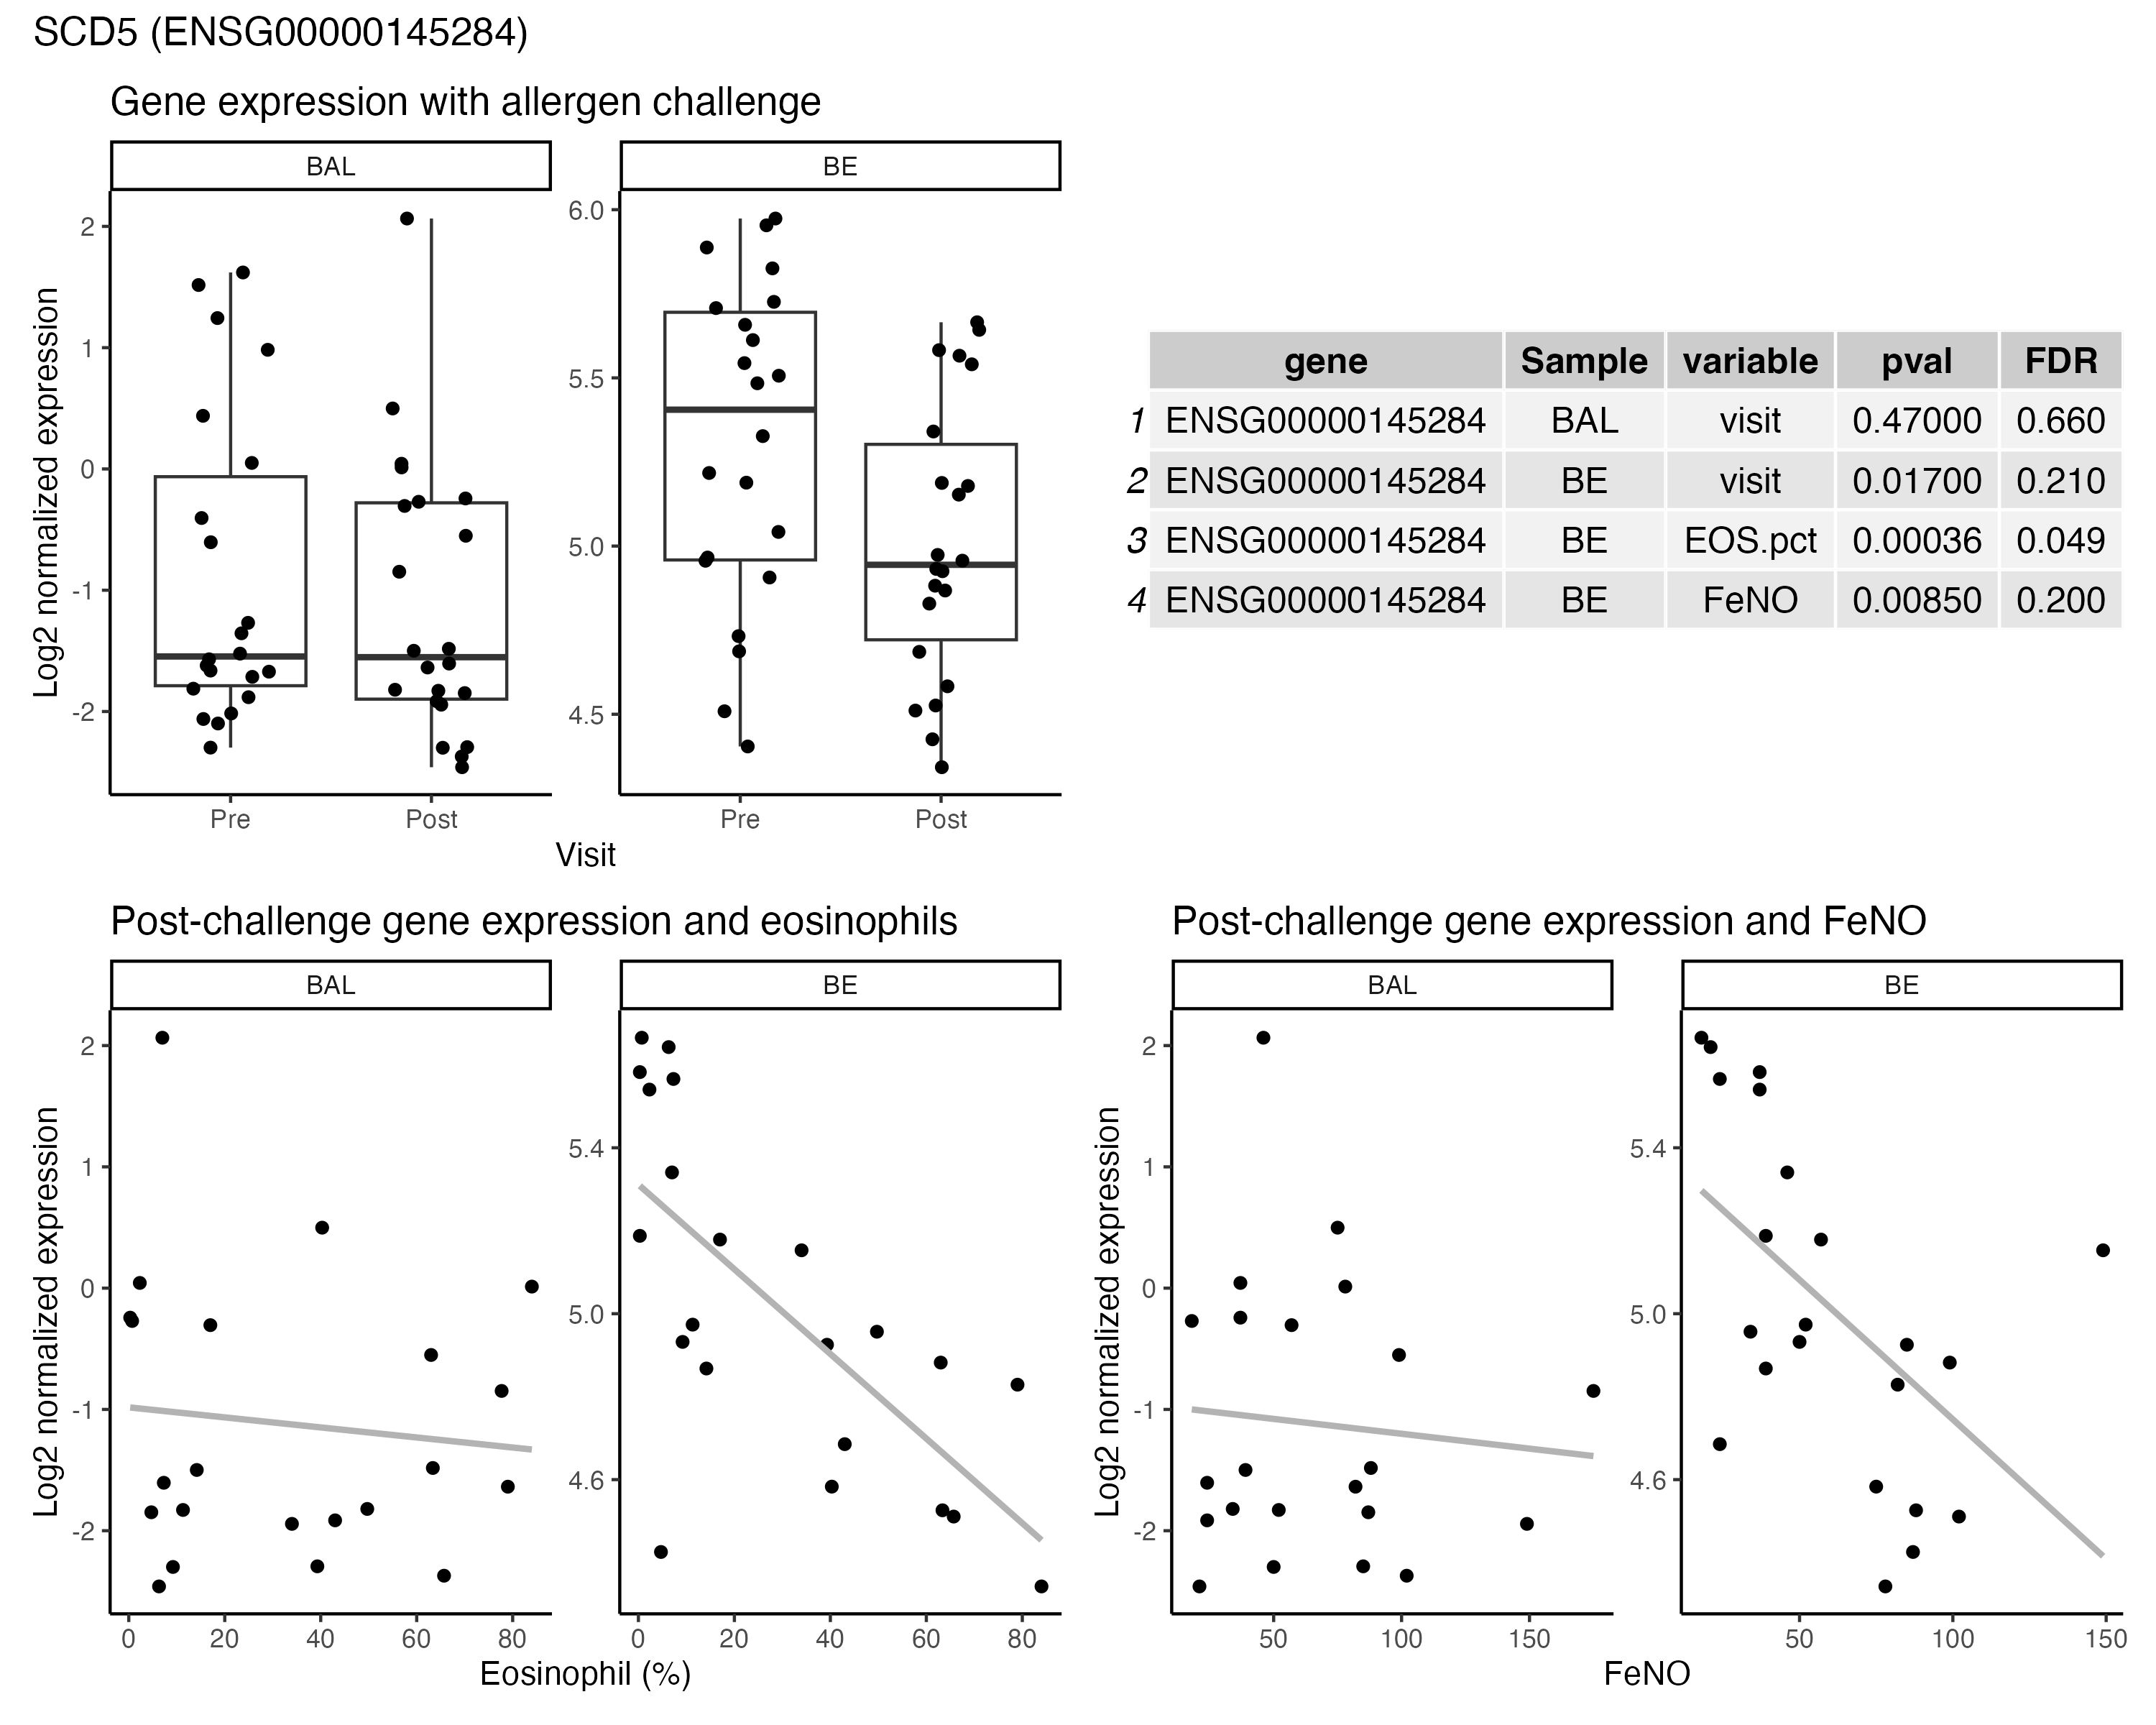 SCD5 (ENSG00000145284)
Gene expression with allergen challenge
BAL
BE
Log2 normalized expression
2
1
0
-1
-2
6.0
5.5
5.0
4.5
Pre
Post
Pre
Post
Visit
gene Sample variable pval FDR
1 ENSG00000145284 BAL visit 0.47000 0.660
2 ENSG00000145284 BE visit 0.01700 0.210
3 ENSG00000145284 BE EOS.pct 0.00036 0.049
4 ENSG00000145284 BE FeNO 0.00850 0.200
Post-challenge gene expression and eosinophils
BAL
BE
Log2 normalized expression
2
1
0
-1
-2
5.4
5.0
4.6
0 20 40 60 80
0 20 40 60 80
Eosinophil (%)
Post-challenge gene expression and FeNO
BAL
BE
Log2 normalized expression
2
1
0
-1
-2
5.4
5.0
4.6
50 100 150
50 100 150
FeNO